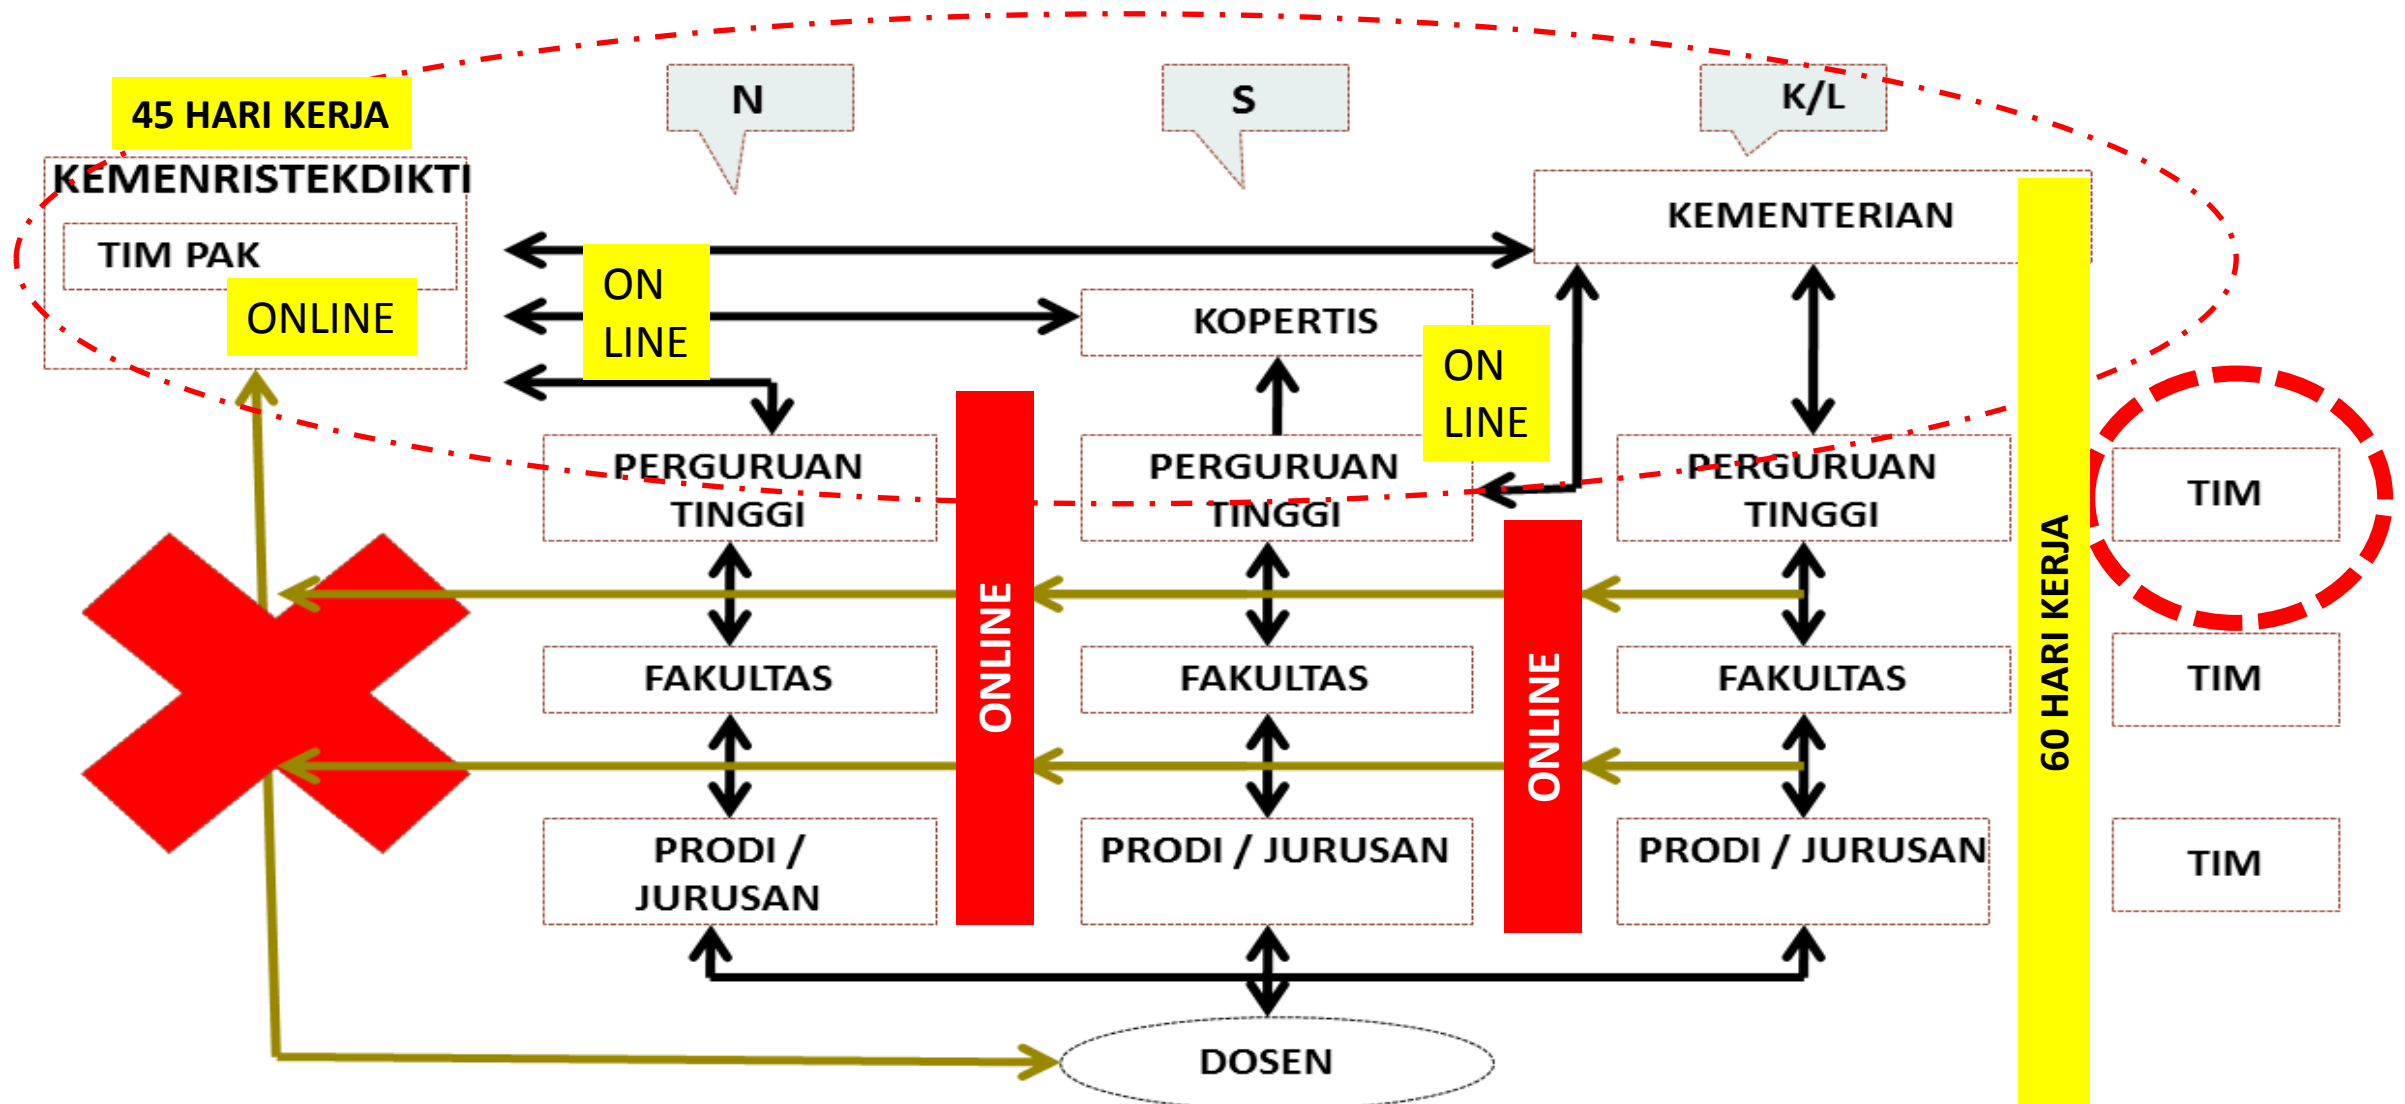 45 HARI KERJA
N
S
K/L
KEMENRISTEKDIKTI
TIM PAK
ONLINE
ON
LINE
KEMENTERIAN
KOPERTIS
ON
LINE
PERGURUAN
TINGGI
PERGURUAN
TINGGI
PERGURUAN
TINGGI
TIM
ONLINE
ONLINE
60 HARI KERJA
FAKULTAS
FAKULTAS
FAKULTAS
TIM
PRODI /
JURUSAN
PRODI / JURUSAN
PRODI / JURUSAN
TIM
DOSEN